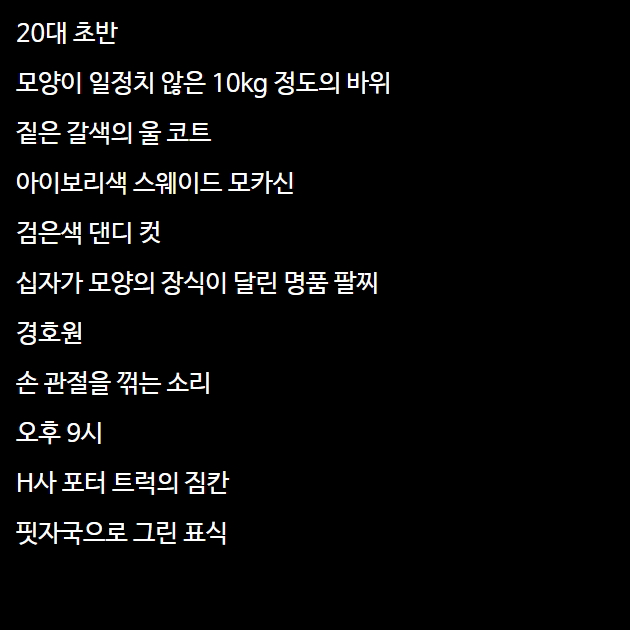 20대 초반
모양이 일정치 않은 10kg 정도의 바위
짙은 갈색의 울 코트
아이보리색 스웨이드 모카신
검은색 댄디 컷
십자가 모양의 장식이 달린 명품 팔찌
경호원
손 관절을 꺾는 소리
오후 9시
H사 포터 트럭의 짐칸
핏자국으로 그린 표식